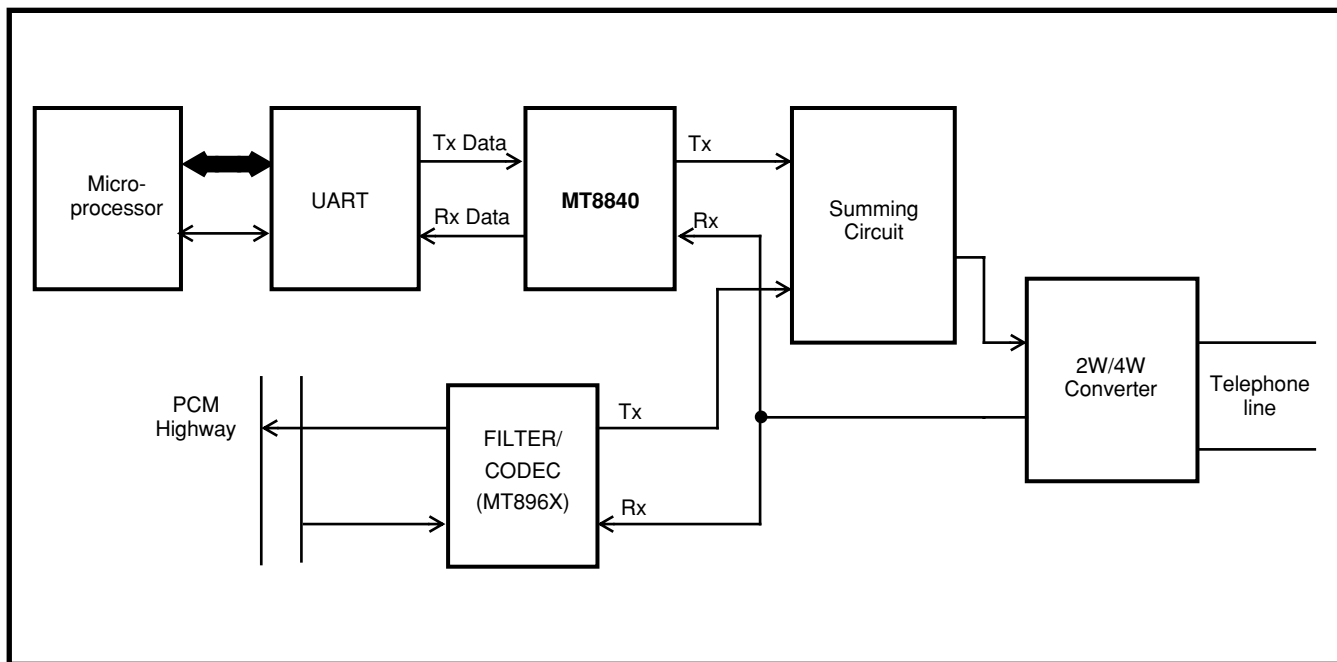 Micro-
processor
UART
Tx Data
Rx Data
MT8840
Tx
Rx
Summing
Circuit
2W/4W
Converter
Telephone
line
PCM
Highway
FILTER/
CODEC
(MT896X)
Tx
Rx